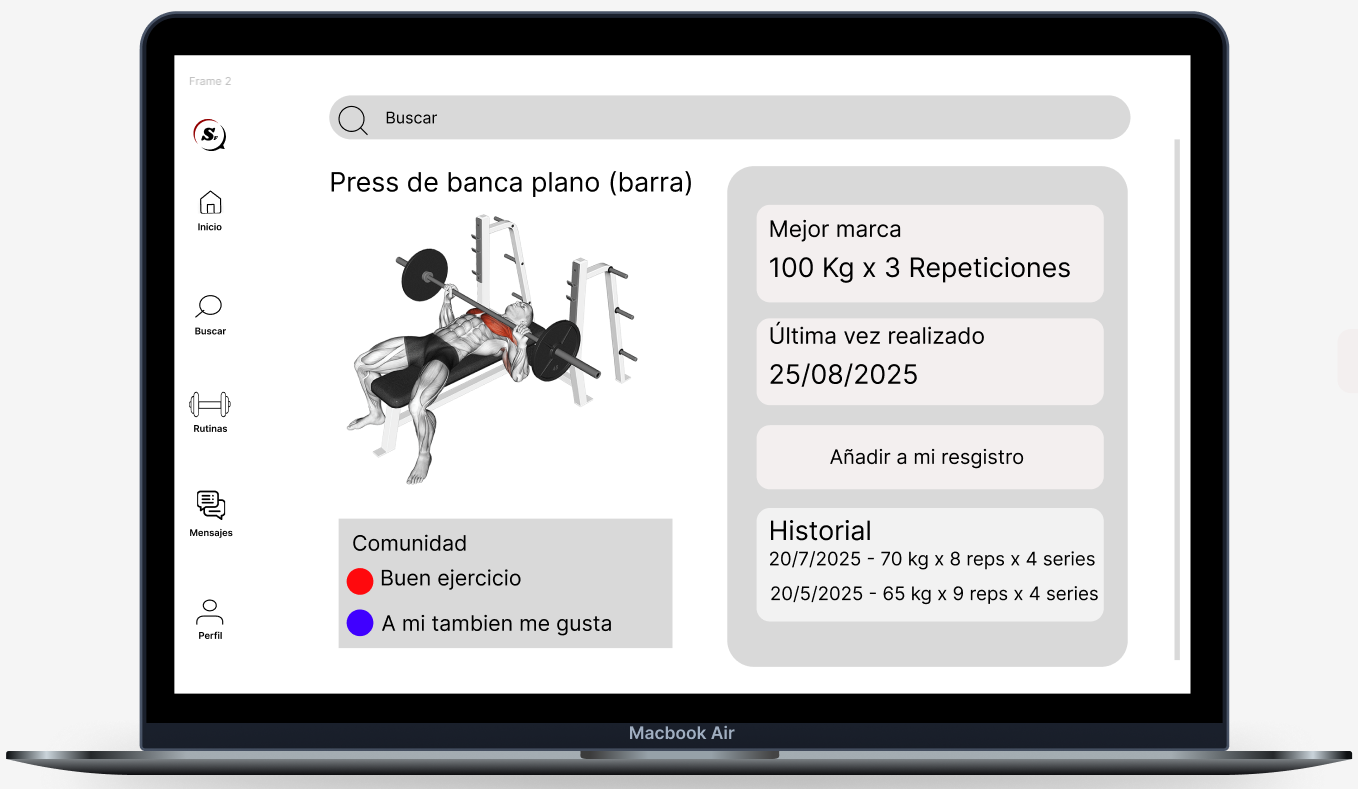 Frame 2
S.
Inicio
Buscar
Rutinas
Mensajes
Perfil
Buscar
Press de banca plano (barra)
Comunidad
Buen ejercicio
A mi tambien me gusta
Mejor marca
100 Kg x 3 Repeticiones
Última vez realizado
25/08/2025
Añadir a mi resgistro
Historial
20/7/2025 - 70 kg x 8 reps x 4 series
20/5/2025 - 65 kg x 9 reps x 4 series
Macbook Air